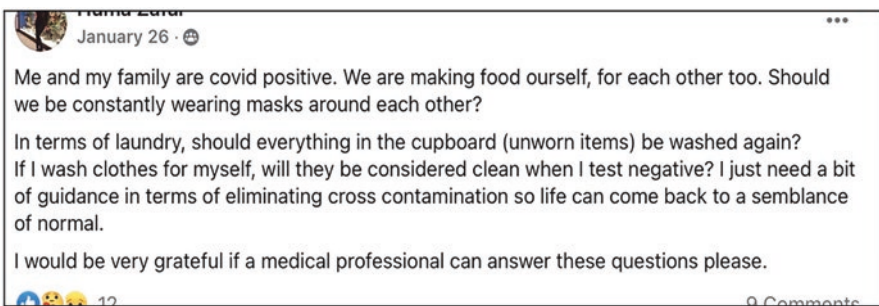 January 26 ·
Me and my family are covid positive. We are making food ourself, for each other too. Should
we be constantly wearing masks around each other?
In terms of laundry, should everything in the cupboard (unworn items) be washed again?
If I wash clothes for myself, will they be considered clean when I test negative? I just need a bit
of guidance in terms of eliminating cross contamination so life can come back to a semblance
of normal.
I would be very grateful if a medical professional can answer these questions please.
12
9 Comments